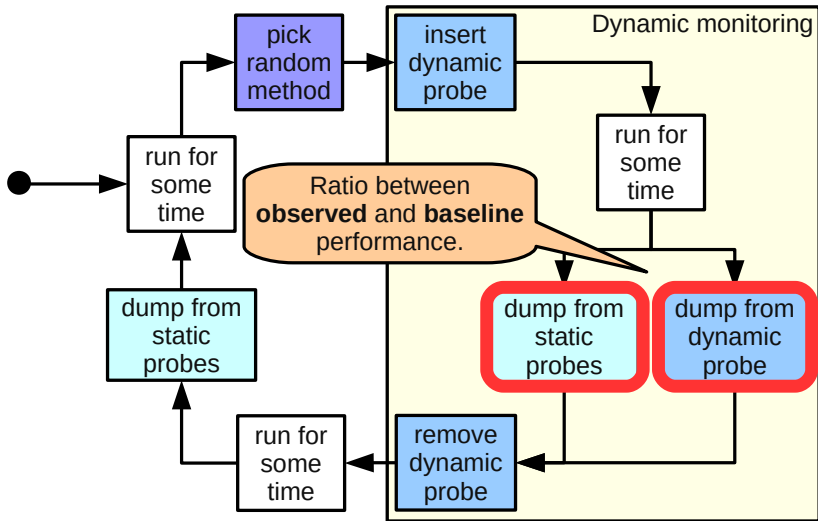 Dynamic monitoring
pick
random
method
insert
dynamic
probe
run for
some
time
run for
some
time
Ratio between
observed and baseline
performance.
dump from
static
probes
dump from
dynamic
probe
dump from
static
probes
remove
dynamic
probe
run for
some
time